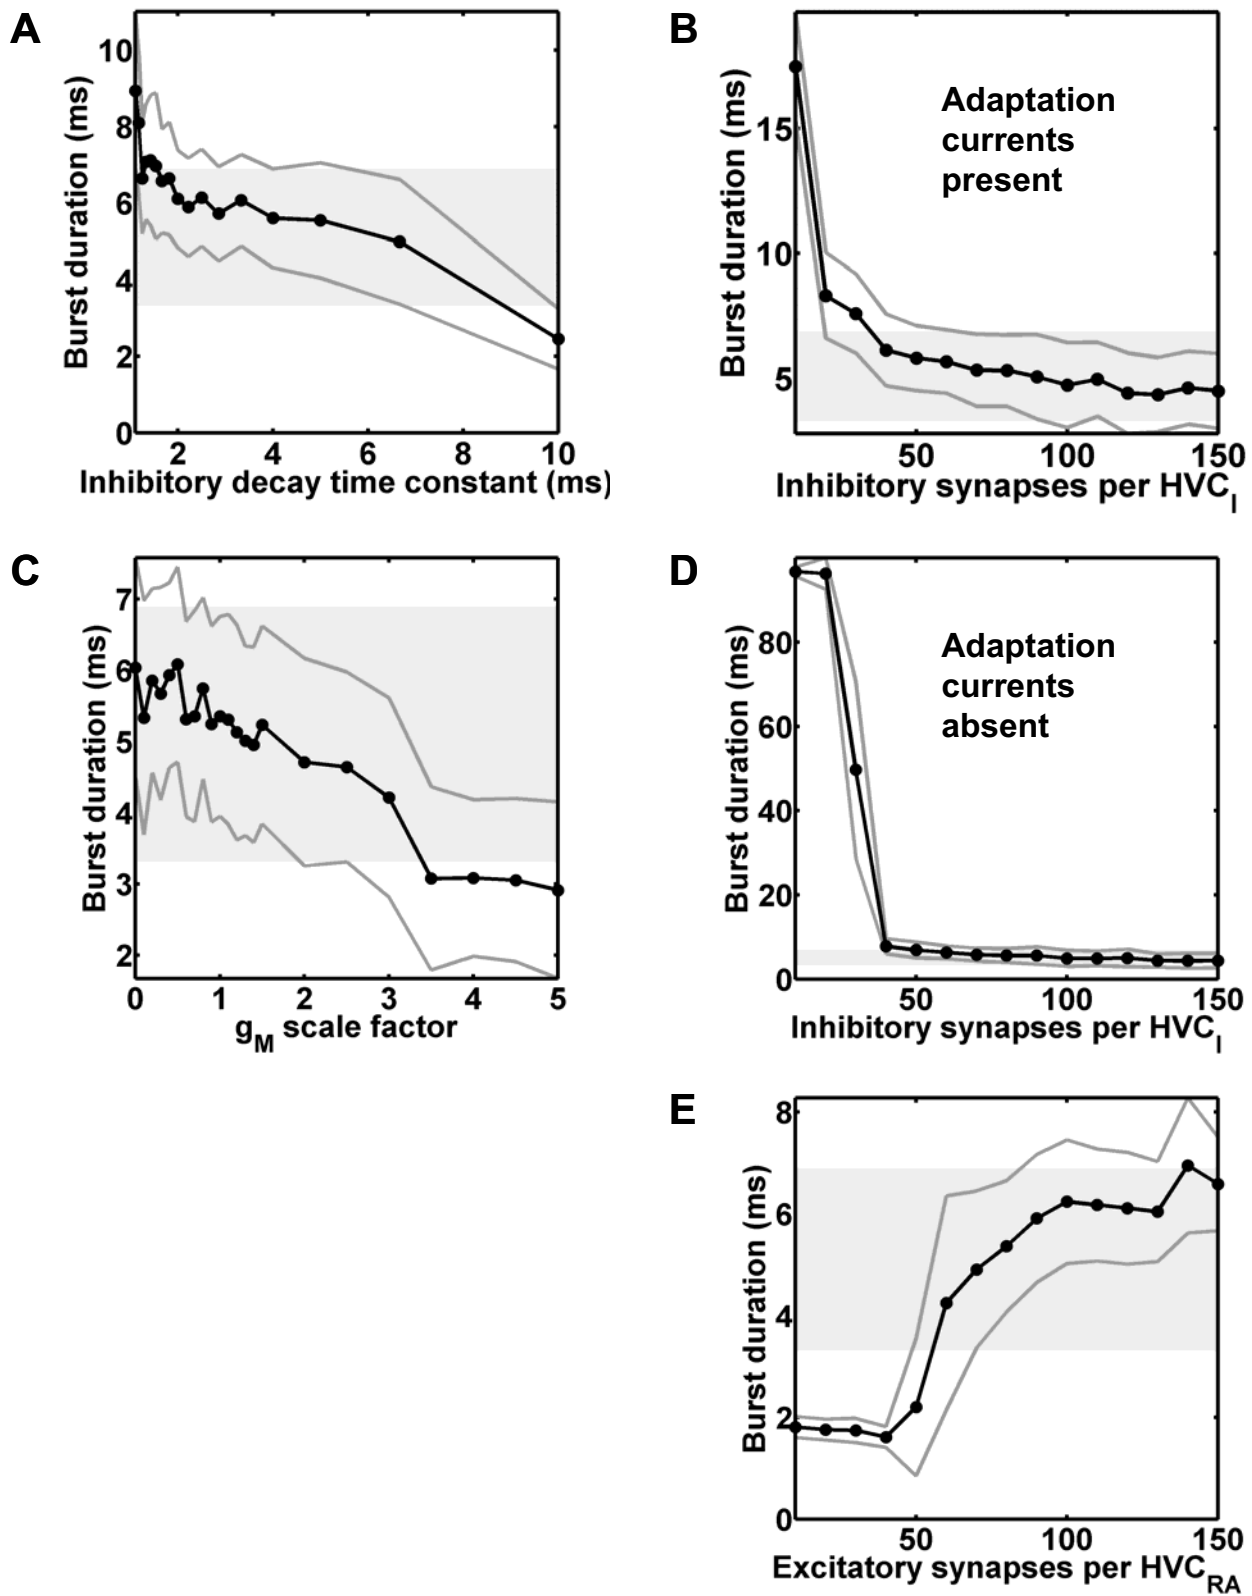 A
Burst duration (ms)
10
8
6
4
2
0
2 4 6 8 10
Inhibitory decay time constant (ms)
B
Burst duration (ms)
15
10
5
Adaptation
currents
present
50 100 150
Inhibitory synapses per HVC_I
C
Burst duration (ms)
7
6
5
4
3
2
0 1 2 3 4 5
g_M scale factor
D
Burst duration (ms)
80
60
40
20
0
Adaptation
currents
absent
50 100 150
Inhibitory synapses per HVC_I
E
Burst duration (ms)
8
6
4
2
0
50 100 150
Excitatory synapses per HVC_RA